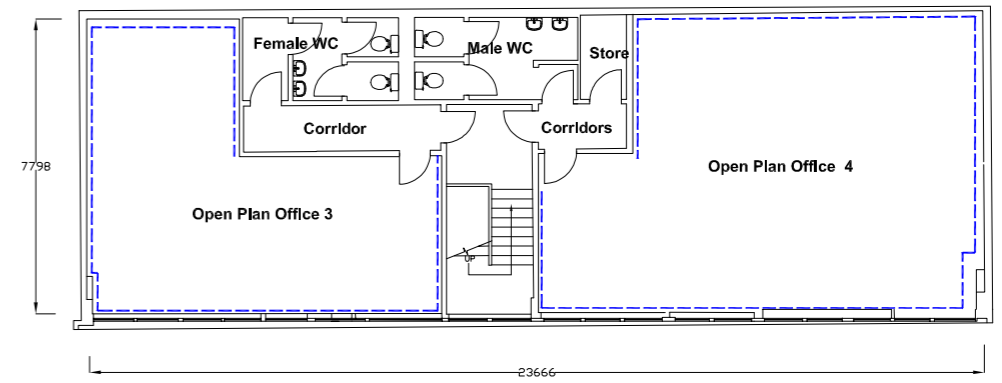 Female WC
Male WC
Store
Corridor
Corridors
7798
Open Plan Office 4
Open Plan Office 3
UP
23666